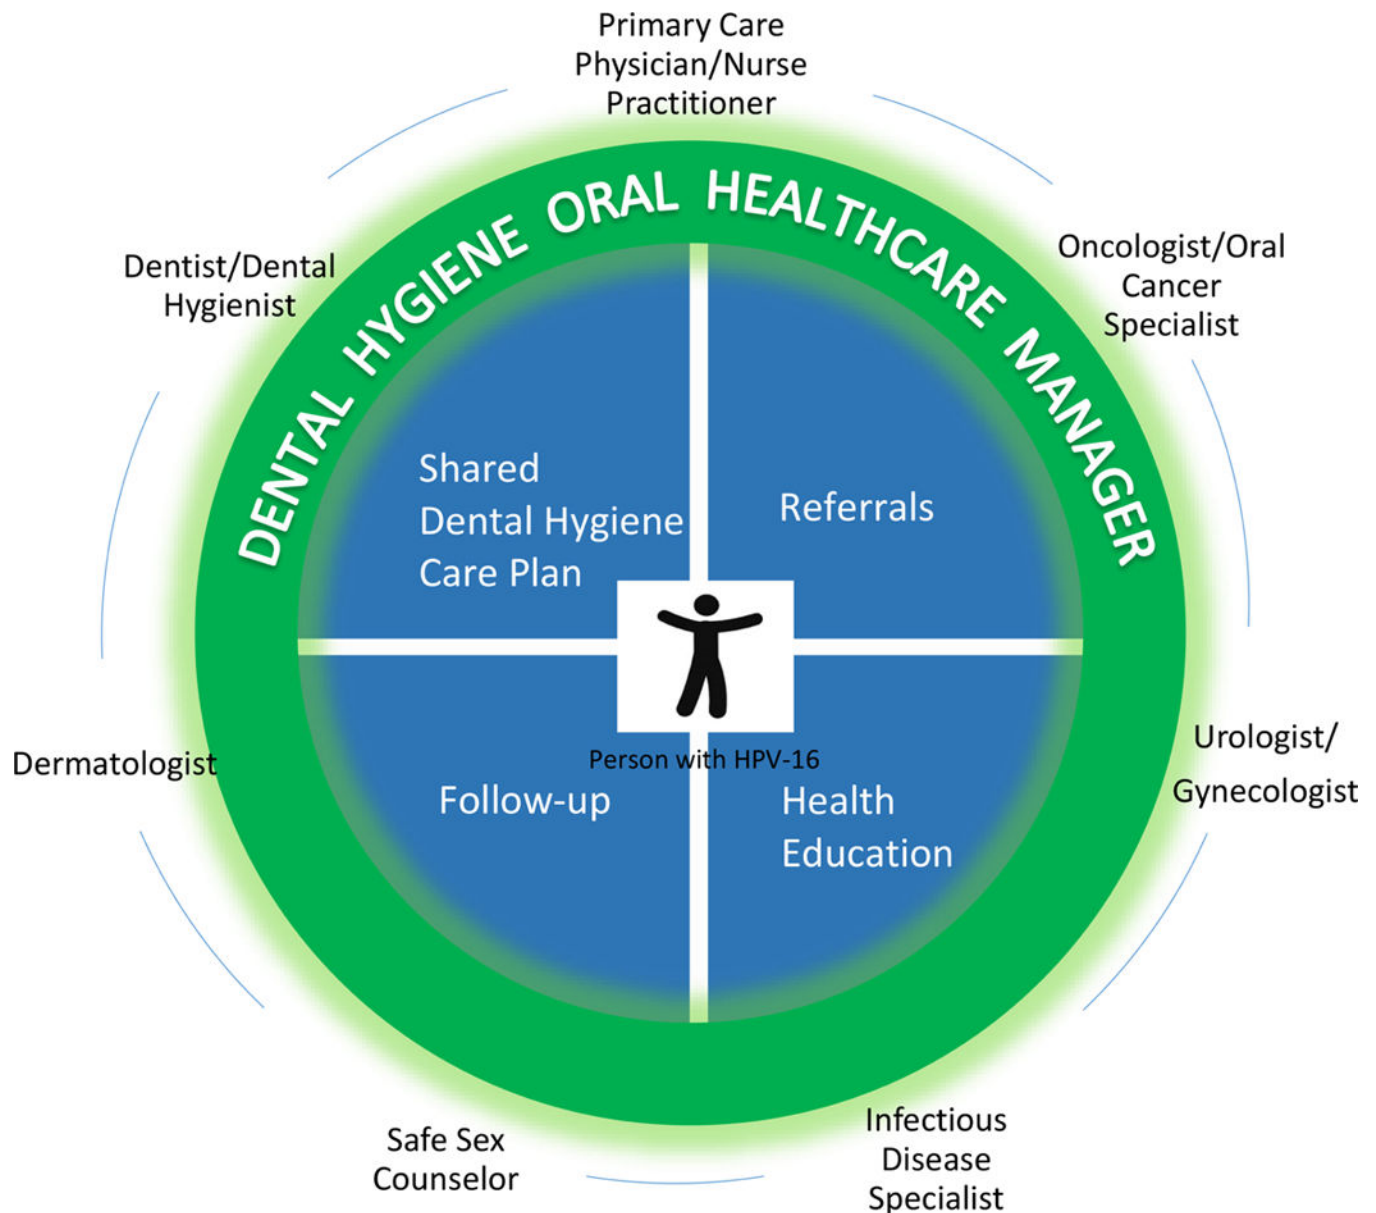 Primary Care
Physician/Nurse
Practitioner
DENTAL HYGIENE ORAL HEALTHCARE MANAGER
Dentist/Dental
Hygienist
Oncologist/Oral
Cancer
Specialist
Shared
Dental Hygiene
Care Plan
Referrals
Person with HPV-16
Follow-up
Health
Education
Dermatologist
Urologist/
Gynecologist
Safe Sex
Counselor
Infectious
Disease
Specialist